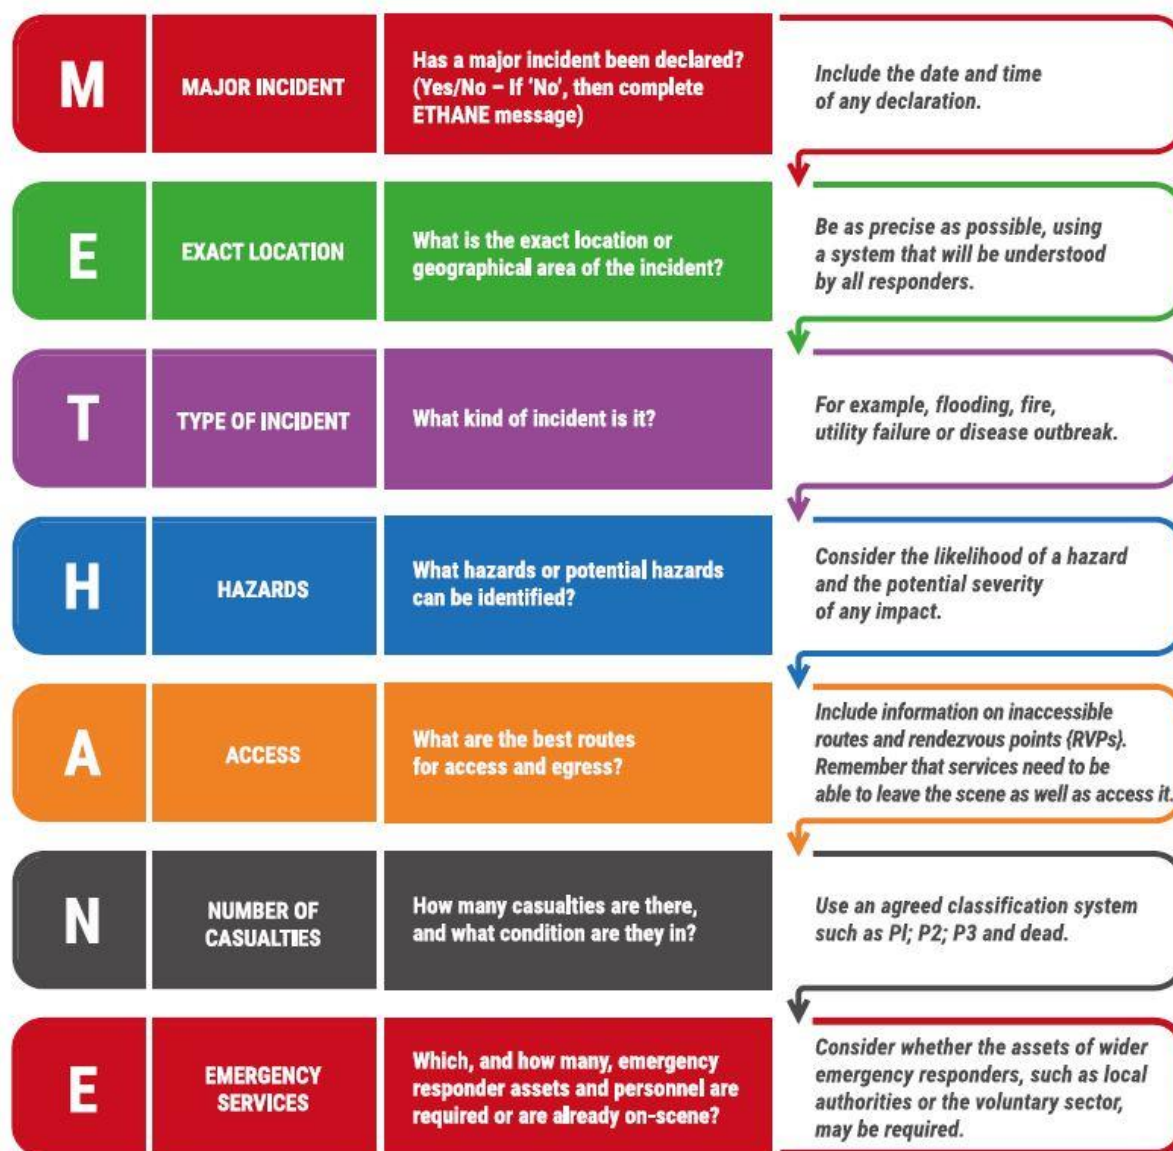 M
MAJOR INCIDENT
Has a major incident been declared?
(Yes/No – If ‘No’, then complete
ETHANE message)
Include the date and time
of any declaration.
E
EXACT LOCATION
What is the exact location or
geographical area of the incident?
Be as precise as possible, using
a system that will be understood
by all responders.
T
TYPE OF INCIDENT
What kind of incident is it?
For example, flooding, fire,
utility failure or disease outbreak.
H
HAZARDS
What hazards or potential hazards
can be identified?
Consider the likelihood of a hazard
and the potential severity
of any impact.
A
ACCESS
What are the best routes
for access and egress?
Include information on inaccessible
routes and rendezvous points (RVPs).
Remember that services need to be
able to leave the scene as well as access it.
N
NUMBER OF
CASUALTIES
How many casualties are there,
and what condition are they in?
Use an agreed classification system
such as Pl; P2; P3 and dead.
E
EMERGENCY
SERVICES
Which, and how many, emergency
responder assets and personnel are
required or are already on-scene?
Consider whether the assets of wider
emergency responders, such as local
authorities or the voluntary sector,
may be required.